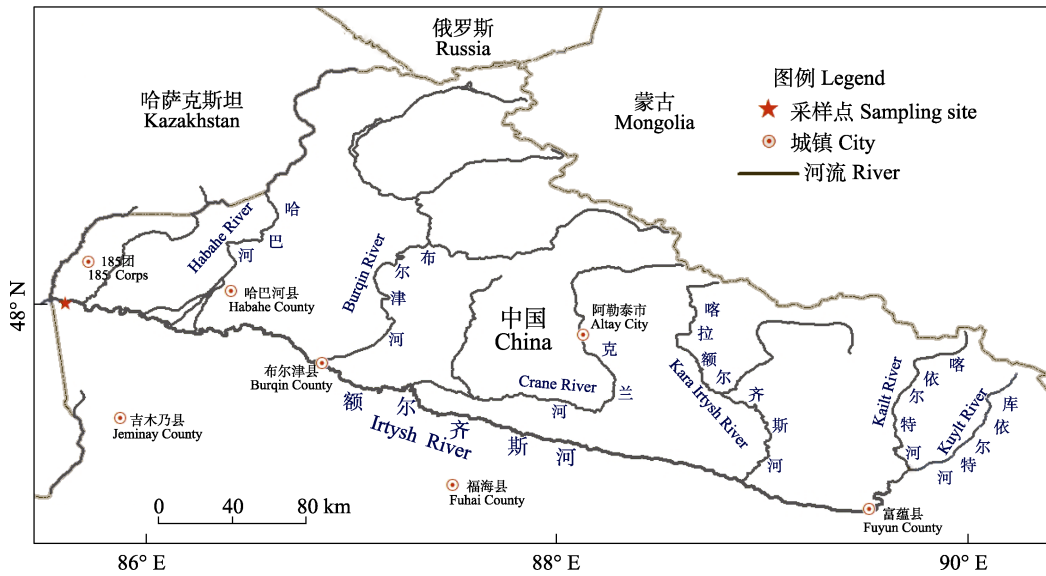 俄罗斯
Russia
哈萨克斯坦
Kazakhstan
蒙古
Mongolia
图例 Legend
采样点 Sampling site
城镇 City
河流 River
185团
185 Corps
Habahe River
哈巴河
哈巴河县
Habahe County
Burqin River
布尔津河
布尔津县
Burqin County
中国
China
阿勒泰市
Altay City
Crane River
克兰河
喀拉额尔齐斯河
Kara Irtysh River
Kailt River
喀依尔特河
Kuylt River
库依尔特河
额尔齐斯河
Irtysh River
吉木乃县
Jeminay County
福海县
Fuhai County
富蕴县
Fuyun County
0 40 80 km
48° N
86° E 88° E 90° E